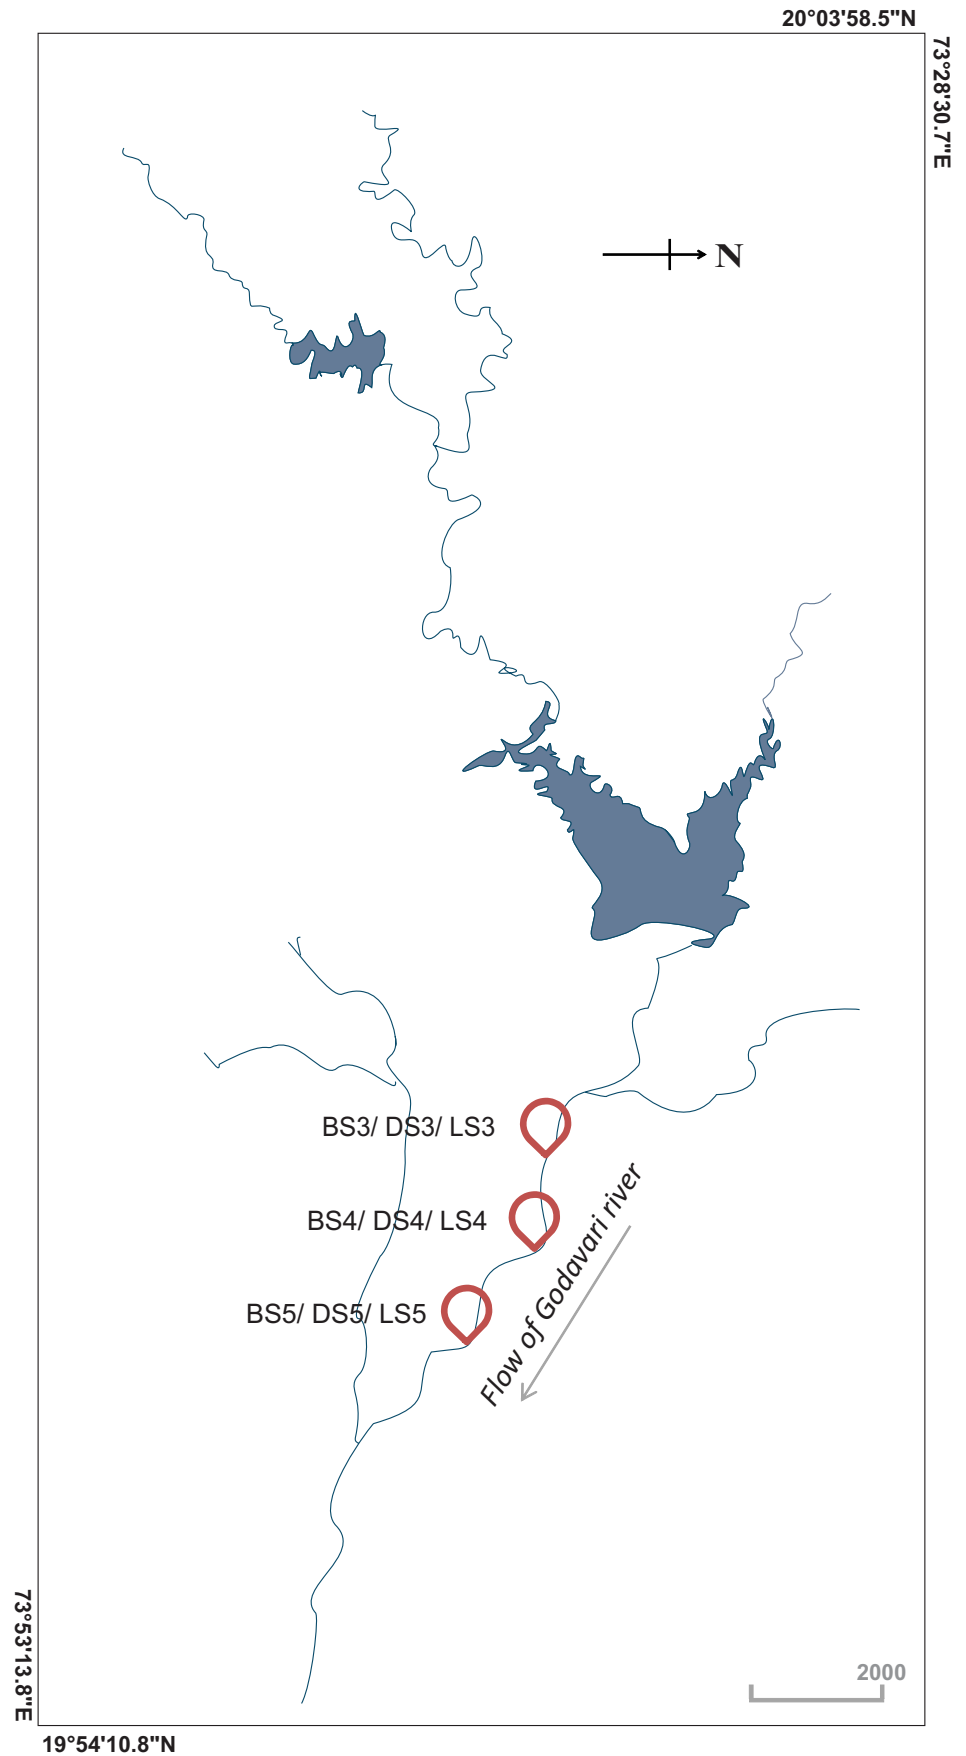 20°03'58.5"N
73°28'30.7"E
N
BS3/ DS3/ LS3
BS4/ DS4/ LS4
BS5/ DS5/ LS5
Flow of Godavari river
73°53'13.8"E
2000
19°54'10.8"N